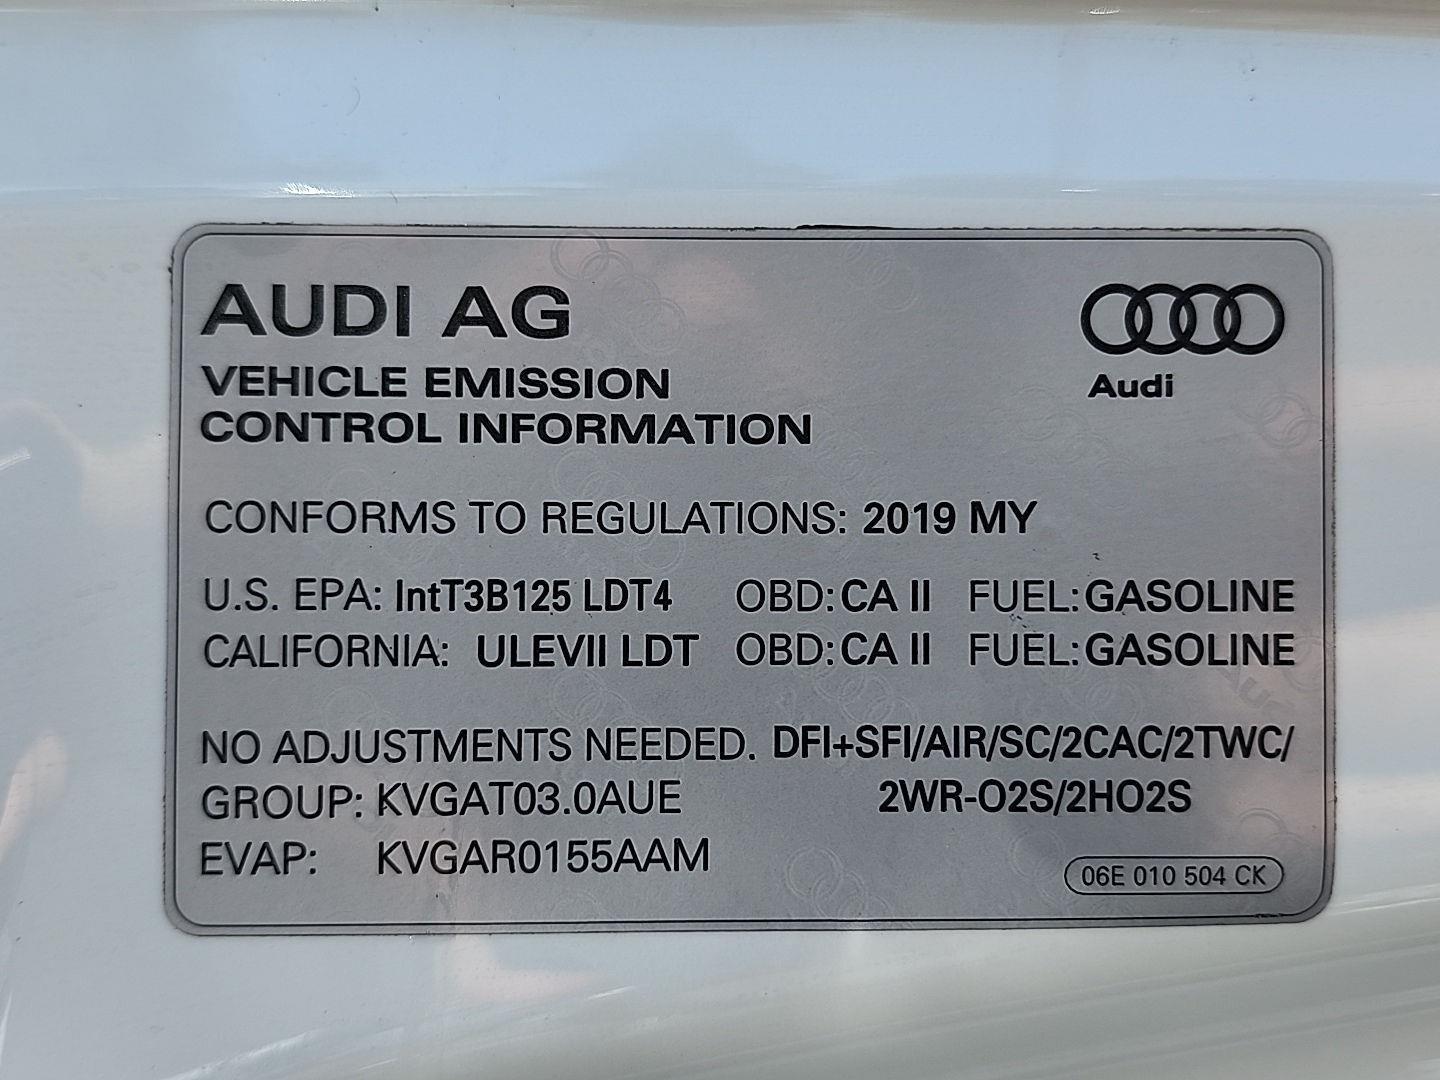 AUDI AG
Audi
VEHICLE EMISSION
CONTROL INFORMATION
CONFORMS TO REGULATIONS: 2019 MY
U.S. EPA: IntT3B125 LDT4 OBD: CA II FUEL: GASOLINE
CALIFORNIA: ULEVII LDT OBD: CA II FUEL: GASOLINE
NO ADJUSTMENTS NEEDED. DFI+SFI/AIR/SC/2CAC/2TWC/
GROUP: KVGAT03.0AUE 2WR-O2S/2HO2S
EVAP: KVGAR0155AAM
06E 010 504 CK